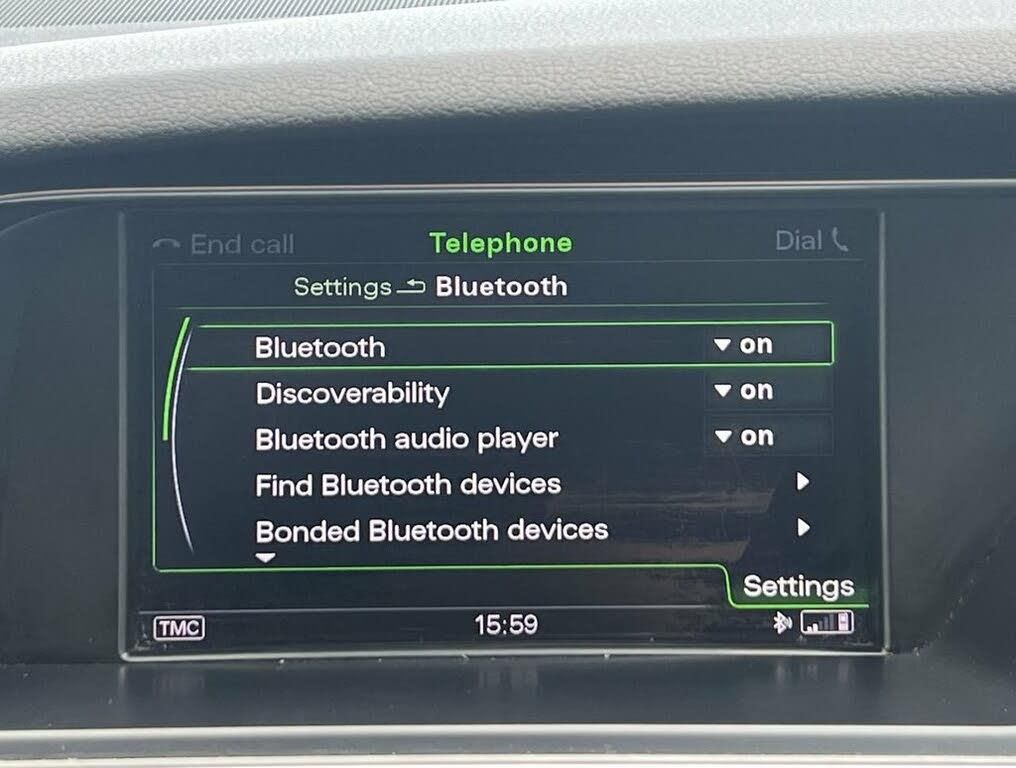 End call Telephone Dial
Settings Bluetooth
Bluetooth on
Discoverability on
Bluetooth audio player on
Find Bluetooth devices
Bonded Bluetooth devices
Settings
TMC 15:59